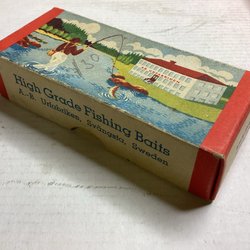 High Grade Fishing Baits
A.-B. Urfabriken, Svängsta, Sweden